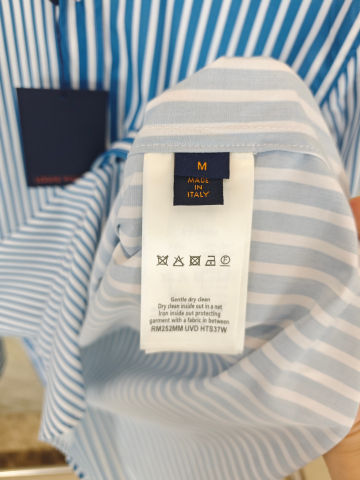 M
MADE
IN
ITALY
Gentle dry clean
Dry clean inside out in a net
Iron inside out protecting
garment with a fabric in between
RM252MM UVD HTS37W
LOUIS